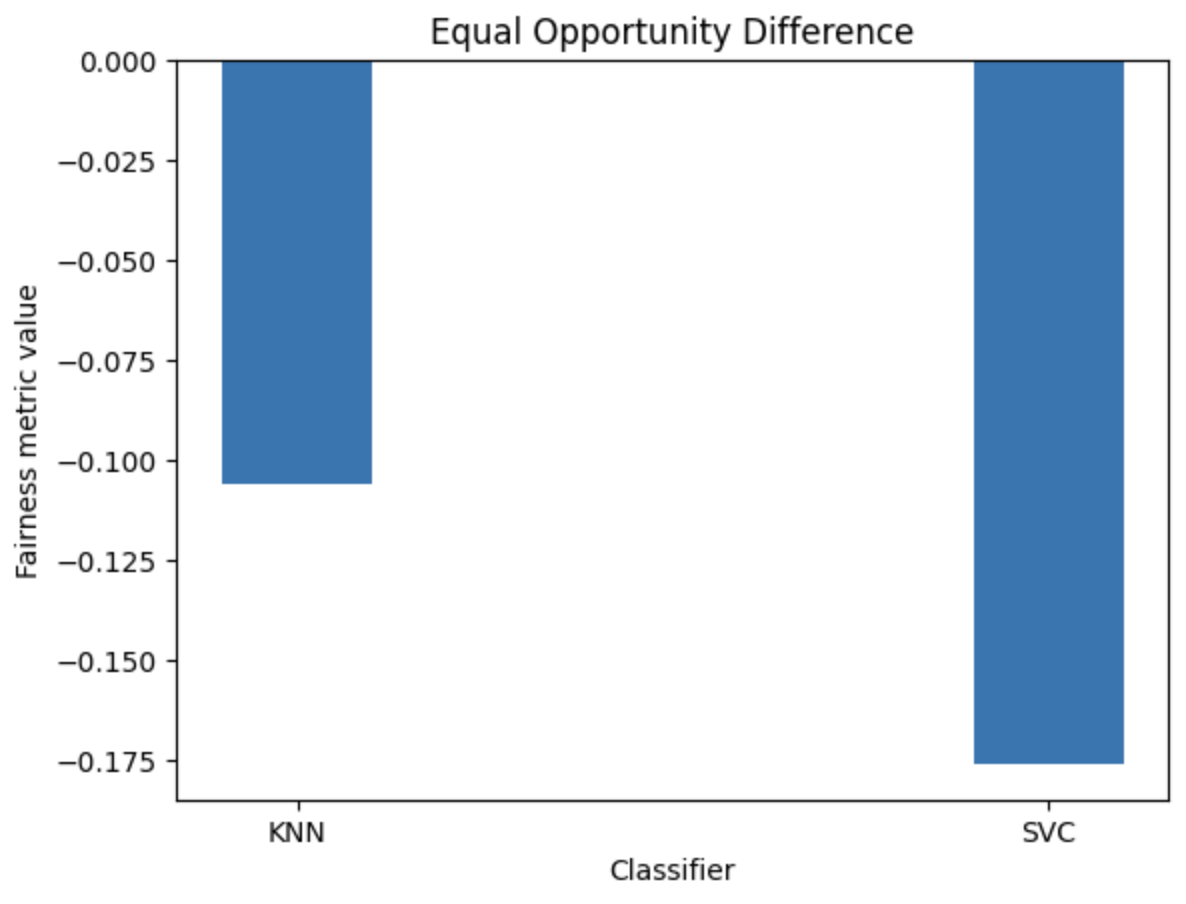 Equal Opportunity Difference
0.000
−0.025
−0.050
−0.075
−0.100
−0.125
−0.150
−0.175
Fairness metric value
KNN
SVC
Classifier